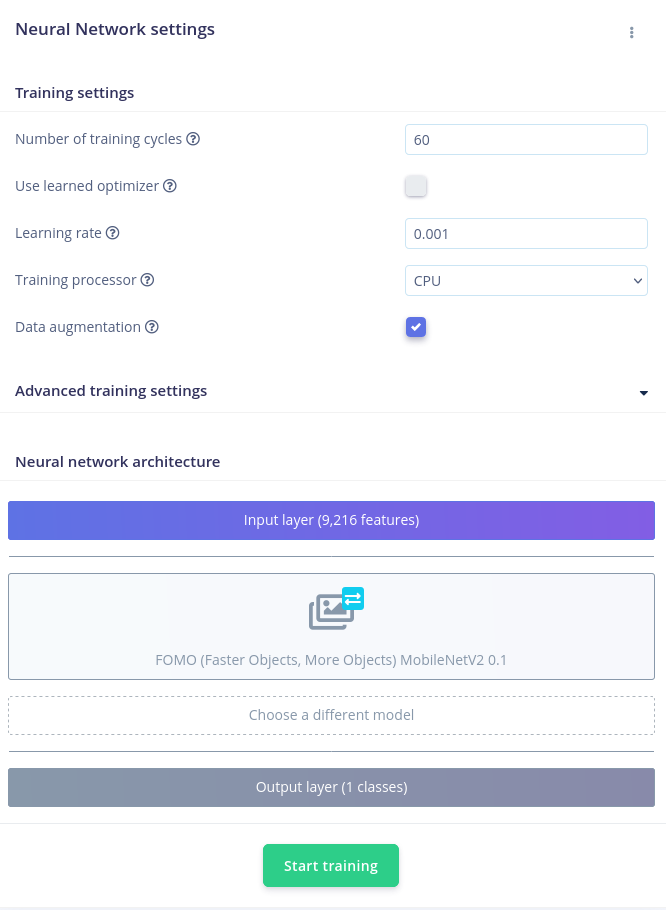 Neural Network settings
Training settings
Number of training cycles
60
Use learned optimizer
Learning rate
0.001
Training processor
CPU
Data augmentation
Advanced training settings
Neural network architecture
Input layer (9,216 features)
FOMO (Faster Objects, More Objects) MobileNetV2 0.1
Choose a different model
Output layer (1 classes)
Start training